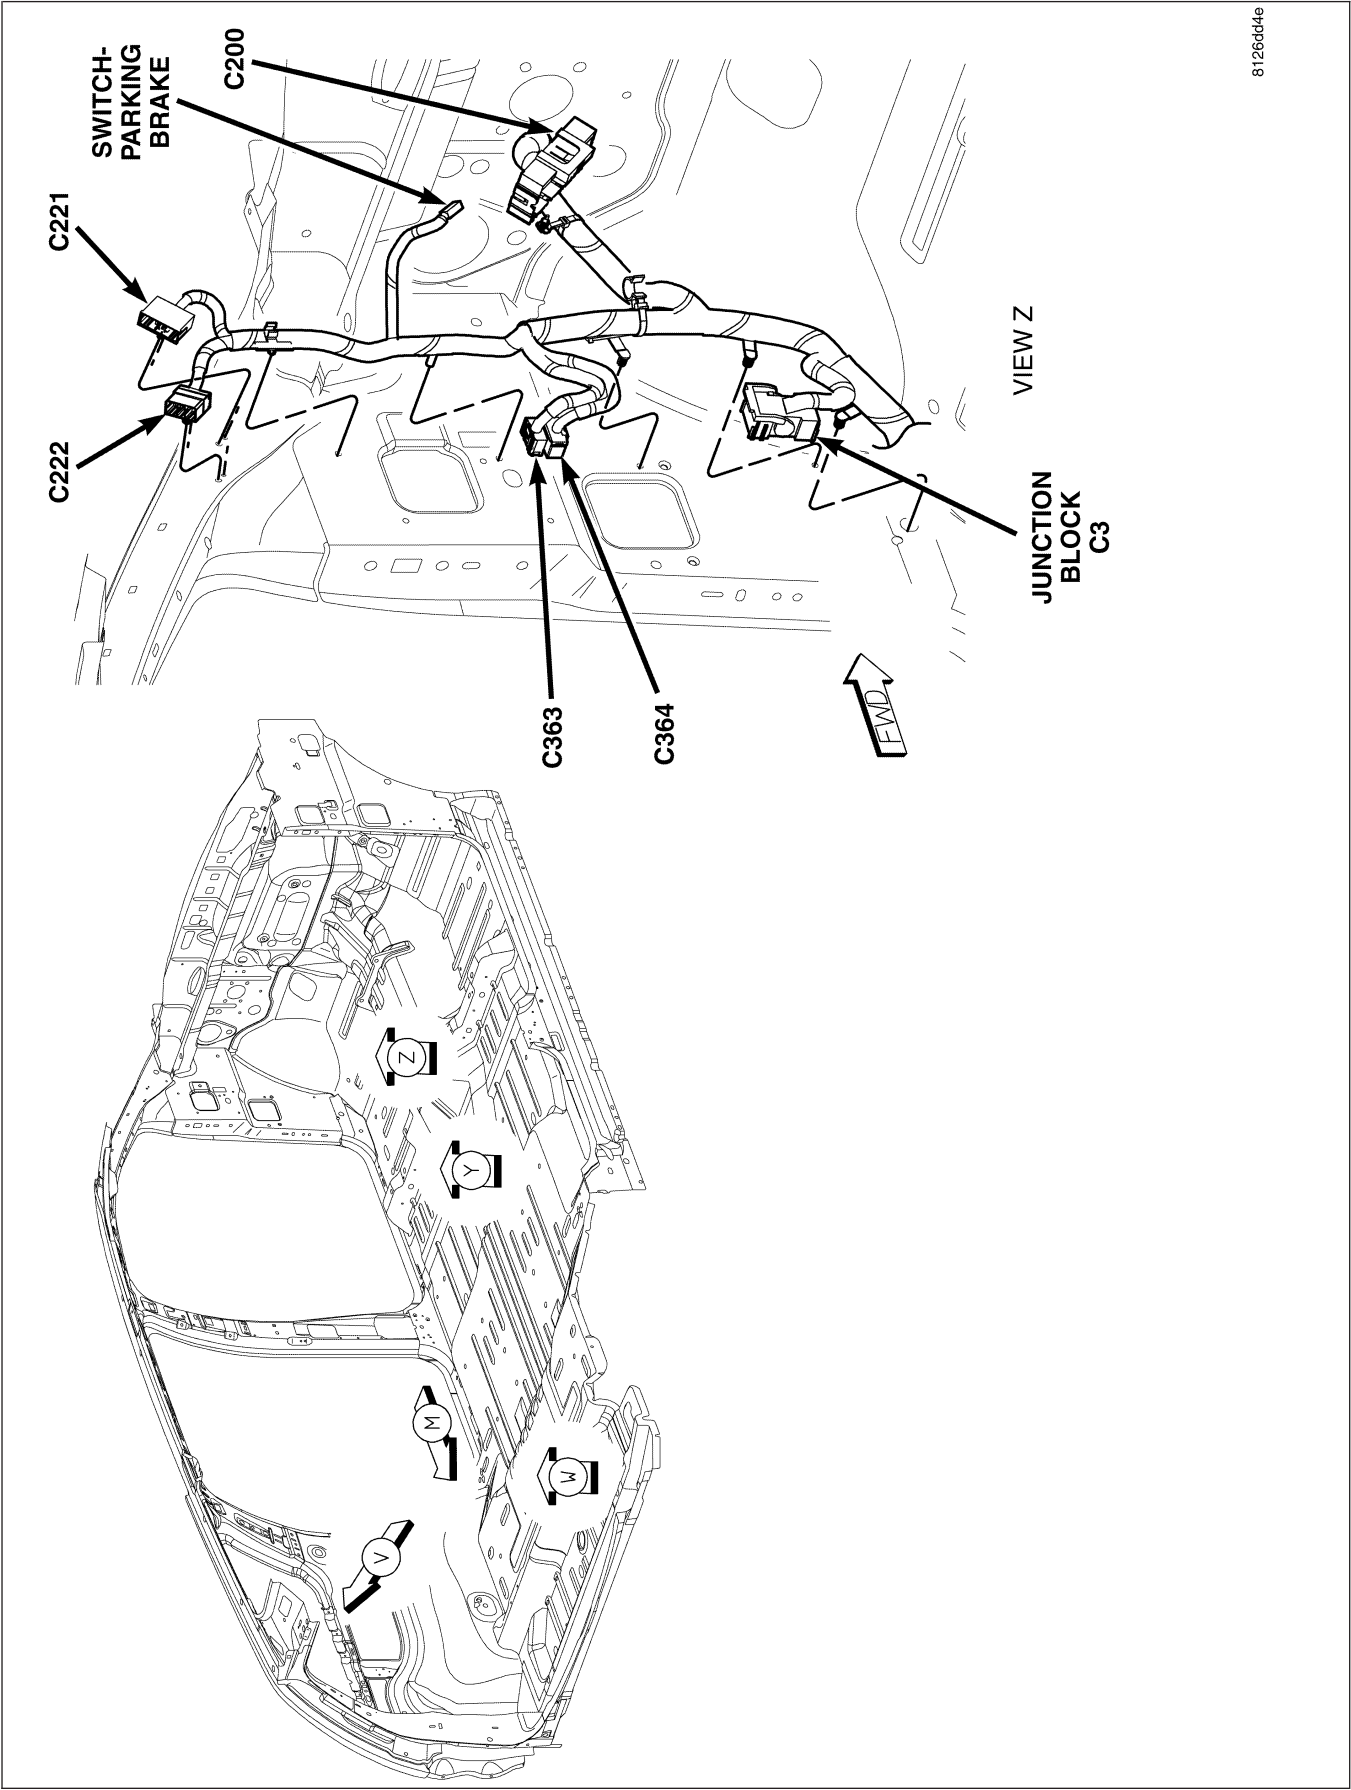 8126dd4e
SWITCH-
PARKING
BRAKE
C200
C221
C222
C363
C364
JUNCTION
BLOCK
C3
VIEW Z
FWD
Z
Y
M
W
V